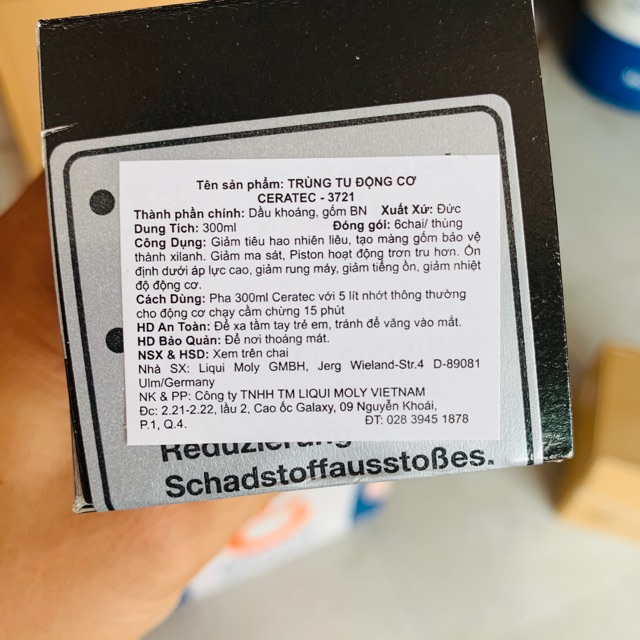 Tên sản phẩm: TRÙNG TU ĐỘNG CƠ
CERATEC - 3721
Thành phần chính: Dầu khoáng, gốm BN Xuất Xứ: Đức
Dung Tích: 300ml Đóng gói: 6chai/ thùng
Công Dụng: Giảm tiêu hao nhiên liêu, tạo màng gốm bảo vệ
thành xilanh. Giảm ma sát, Piston hoạt động trơn tru hơn. Ổn
định dưới áp lực cao, giảm rung máy, giảm tiếng ồn, giảm nhiệt
độ động cơ.
Cách Dùng: Pha 300ml Ceratec với 5 lít nhớt thông thường
cho động cơ chạy cầm chừng 15 phút
HD An Toàn: Để xa tầm tay trẻ em, tránh để văng vào mắt.
HD Bảo Quản: Để nơi thoáng mát.
NSX & HSD: Xem trên chai
Nhà SX: Liqui Moly GMBH, Jerg Wieland-Str.4 D-89081
Ulm/Germany
NK & PP: Công ty TNHH TM LIQUI MOLY VIETNAM
Đc: 2.21-2.22, lầu 2, Cao ốc Galaxy, 09 Nguyễn Khoái,
P.1, Q.4. ĐT: 028 3945 1878
Reduzierung
Schadstoffausstoßes.